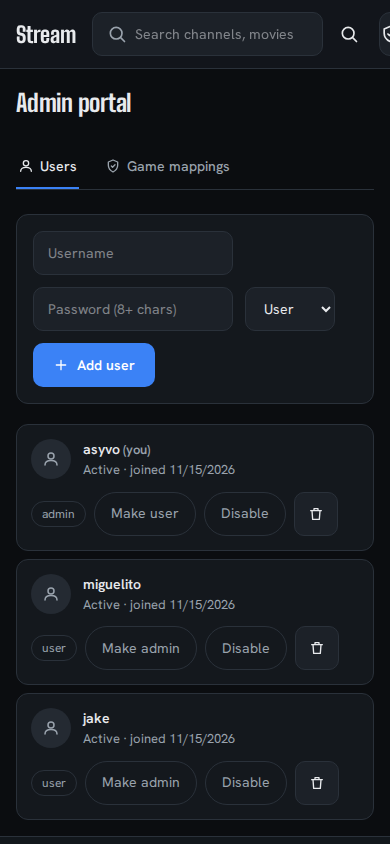 Stream
Search channels, movies
Admin portal
Users
Game mappings
Username
Password (8+ chars)
User
Add user
asyvo (you)
Active · joined 11/15/2026
admin
Make user
Disable
miguelito
Active · joined 11/15/2026
user
Make admin
Disable
jake
Active · joined 11/15/2026
user
Make admin
Disable